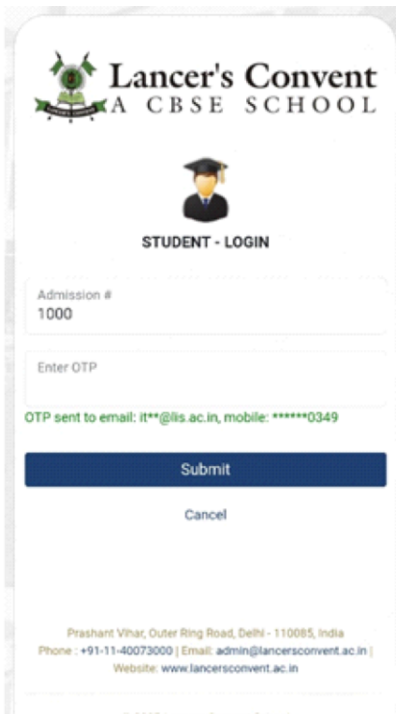 Lancer's Convent
A CBSE SCHOOL
STUDENT - LOGIN
Admission #
1000
Enter OTP
OTP sent to email: it**@lis.ac.in, mobile: ******0349
Submit
Cancel
Prashant Vihar, Outer Ring Road, Delhi - 110085, India
Phone : +91-11-40073000 | Email: admin@lancersconvent.ac.in |
Website: www.lancersconvent.ac.in